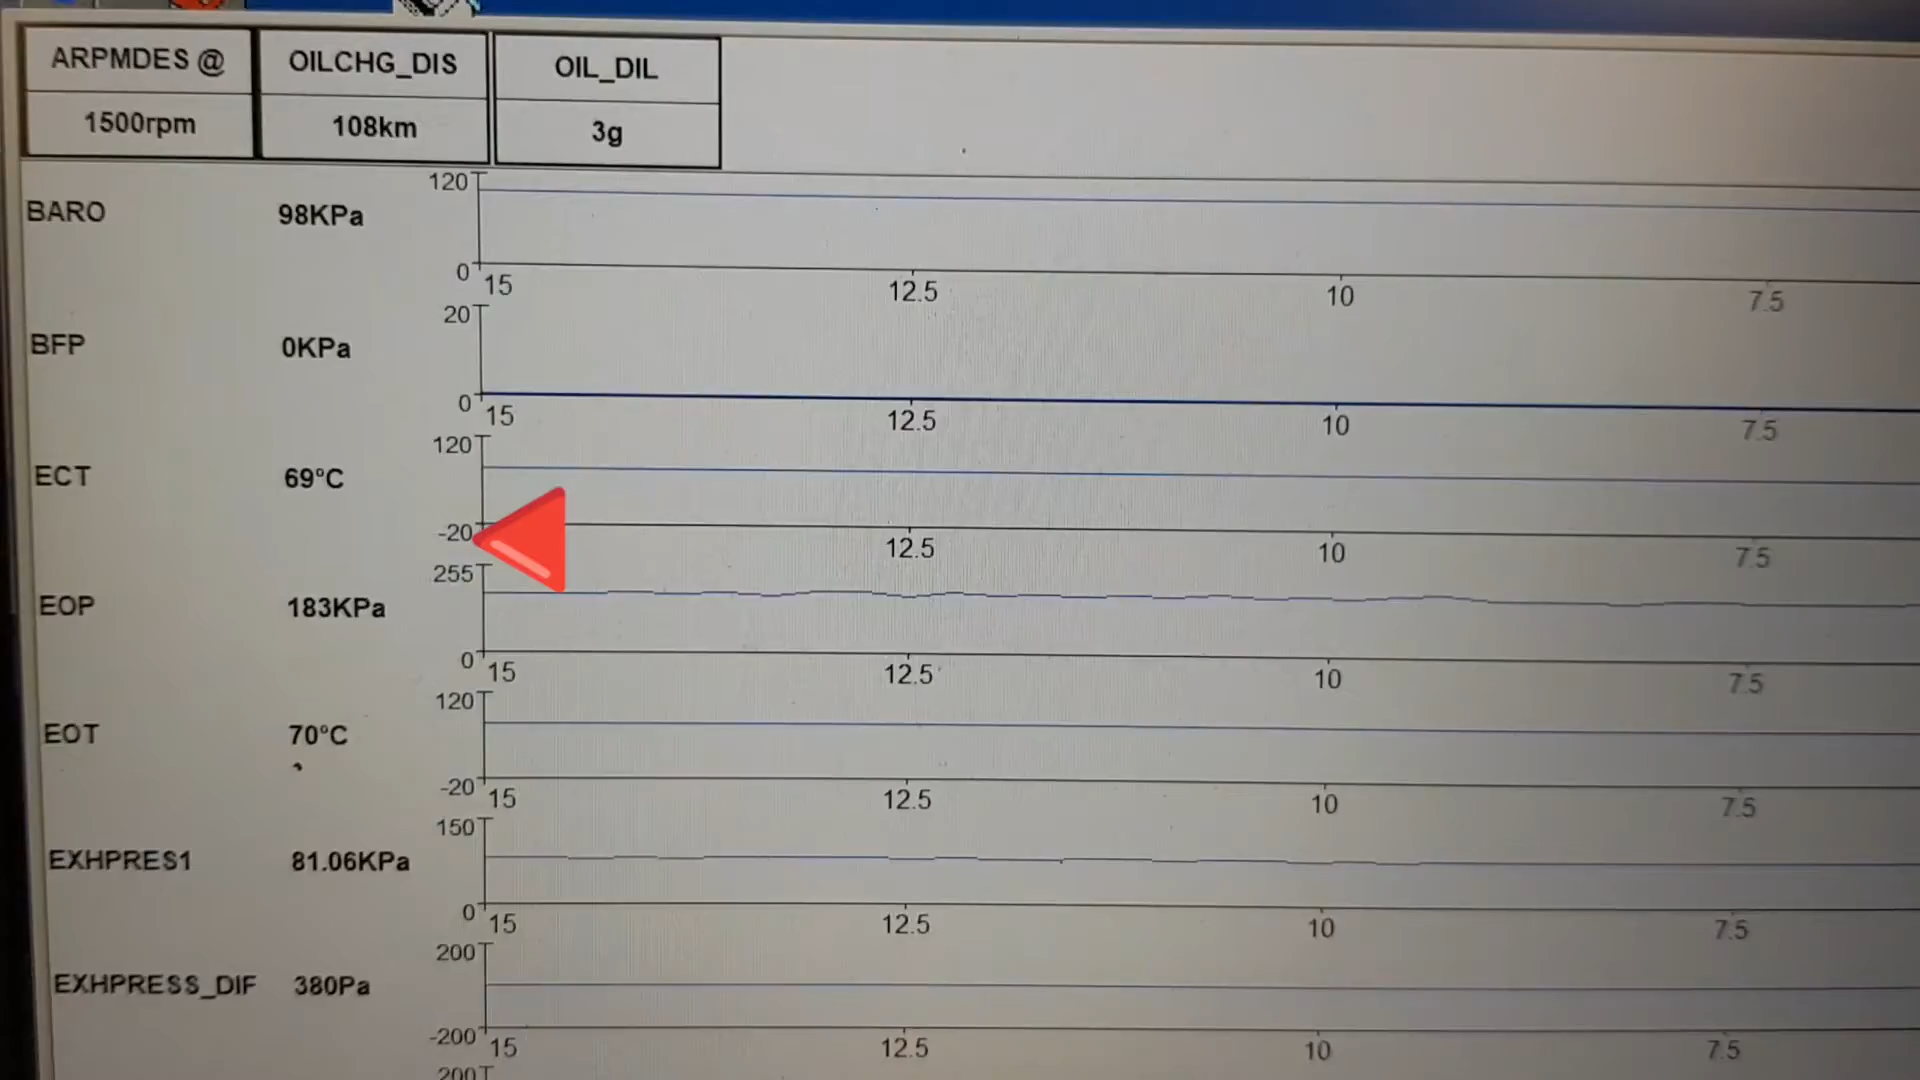 ARPMDES @ OILCHG_DIS OIL_DIL
1500rpm 108km 3g
BARO 98KPa 120
0 15 12.5 10 7.5
BFP 0KPa 20
0 15 12.5 10 7.5
ECT 69°C 120
-20 12.5 10 7.5
EOP 183KPa 255
0 15 12.5 10 7.5
EOT 70°C 120
-20 15 12.5 10 7.5
EXHPRES1 81.06KPa 150
0 15 12.5 10 7.5
EXHPRESS_DIF 380Pa 200
-200 15 12.5 10 7.5
200